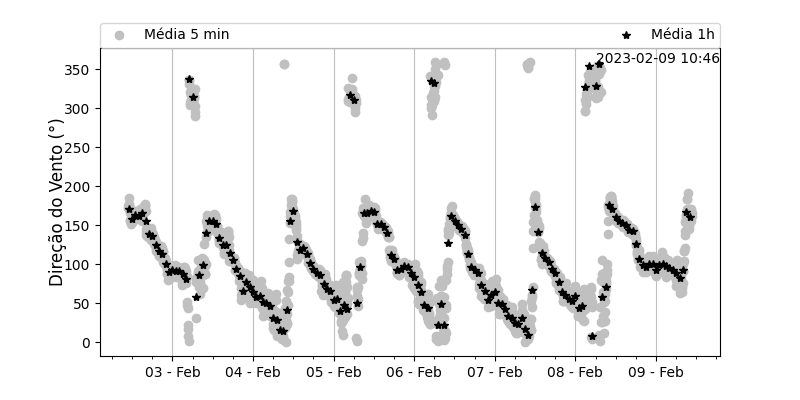 Média 5 min
Média 1h
2023-02-09 10:46
Direção do Vento (°)
350
300
250
200
150
100
50
0
03 - Feb
04 - Feb
05 - Feb
06 - Feb
07 - Feb
08 - Feb
09 - Feb